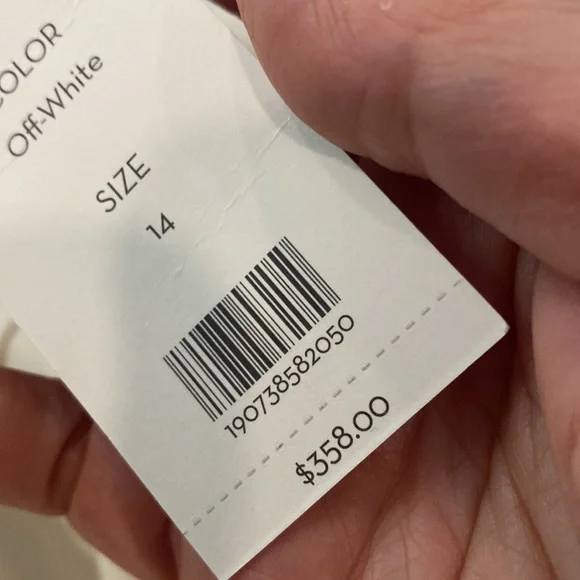 COLOR
Off-White
SIZE
14
190738582050
$358.00